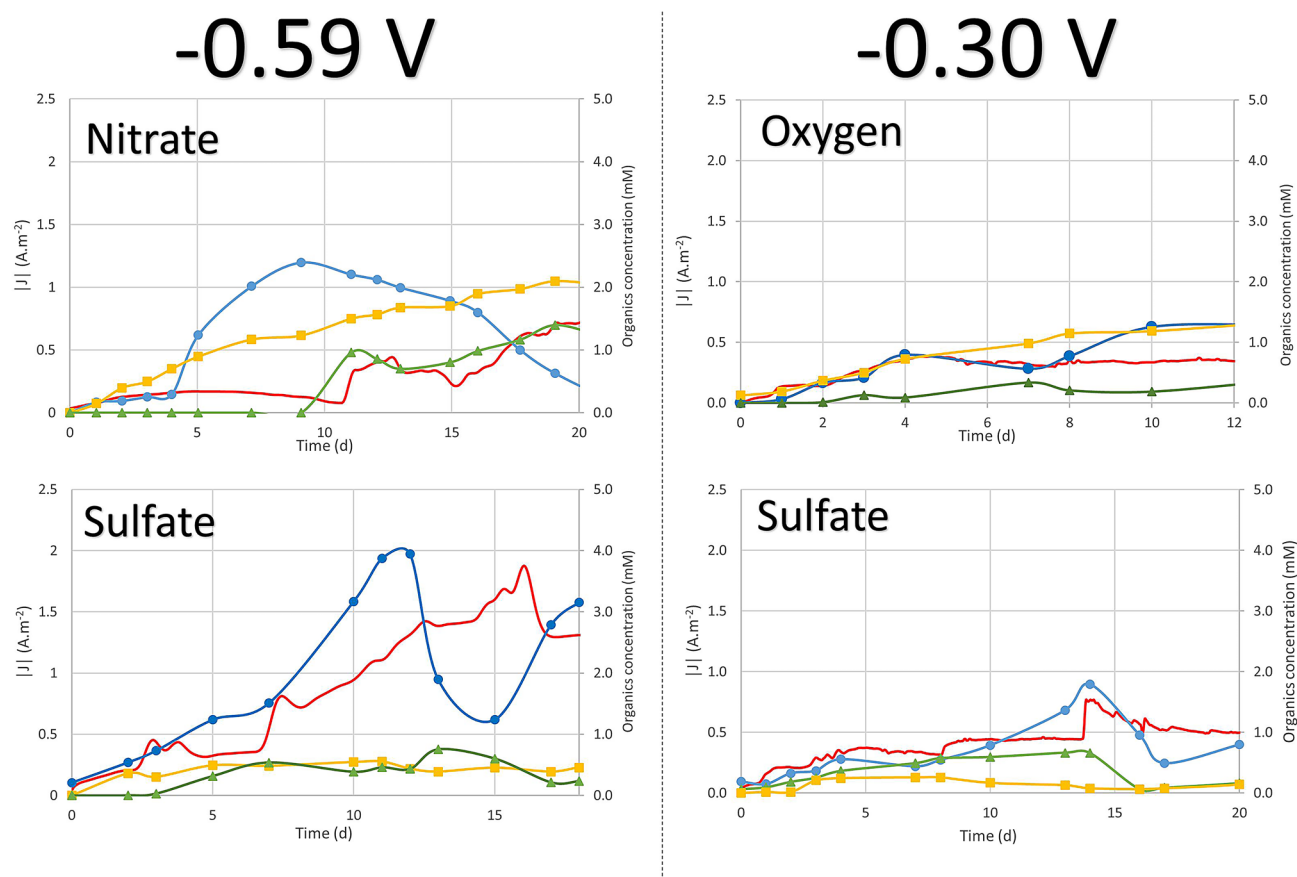 -0.59 V
-0.30 V
Nitrate
2.5
2
1.5
1
0.5
0
5.0
4.0
3.0
2.0
1.0
0.0
|J| (A.m-2)
Organics concentration (mM)
0 5 10 15 20
Time (d)
Oxygen
2.5
2.0
1.5
1.0
0.5
0.0
5.0
4.0
3.0
2.0
1.0
0.0
|J| (A.m-2)
Organics concentration (mM)
0 2 4 6 8 10 12
Time (d)
Sulfate
2.5
2
1.5
1
0.5
0
5.0
4.0
3.0
2.0
1.0
0.0
|J| (A.m-2)
Organics concentration (mM)
0 5 10 15
Time (d)
Sulfate
2.5
2.0
1.5
1.0
0.5
0.0
5.0
4.0
3.0
2.0
1.0
0.0
|J| (A.m-2)
Organics concentration (mM)
0 5 10 15 20
Time (d)